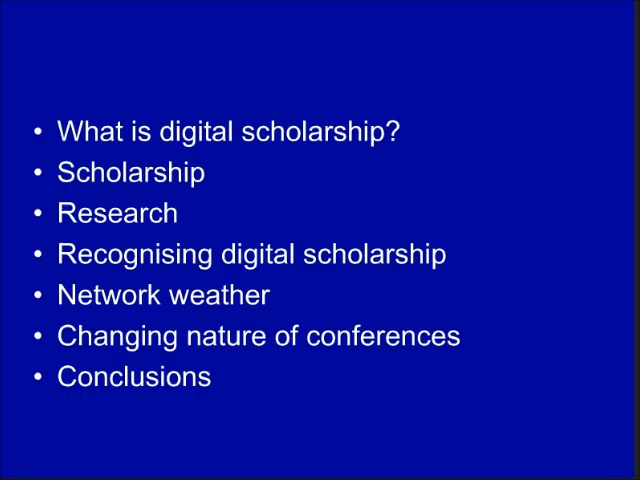 • What is digital scholarship?
• Scholarship
• Research
• Recognising digital scholarship
• Network weather
• Changing nature of conferences
• Conclusions